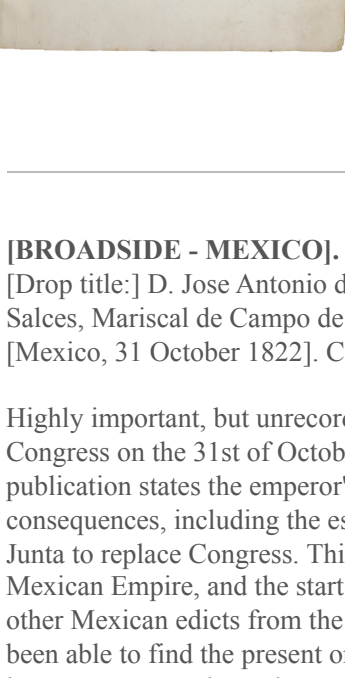 [BROADSIDE - MEXICO].
[Drop title:] D. Jose Antonio d
Salces, Mariscal de Campo de
[Mexico, 31 October 1822]. C
Highly important, but unrecor
Congress on the 31st of Octob
publication states the emperor'
consequences, including the es
Junta to replace Congress. Thi
Mexican Empire, and the start
other Mexican edicts from the
been able to find the present o